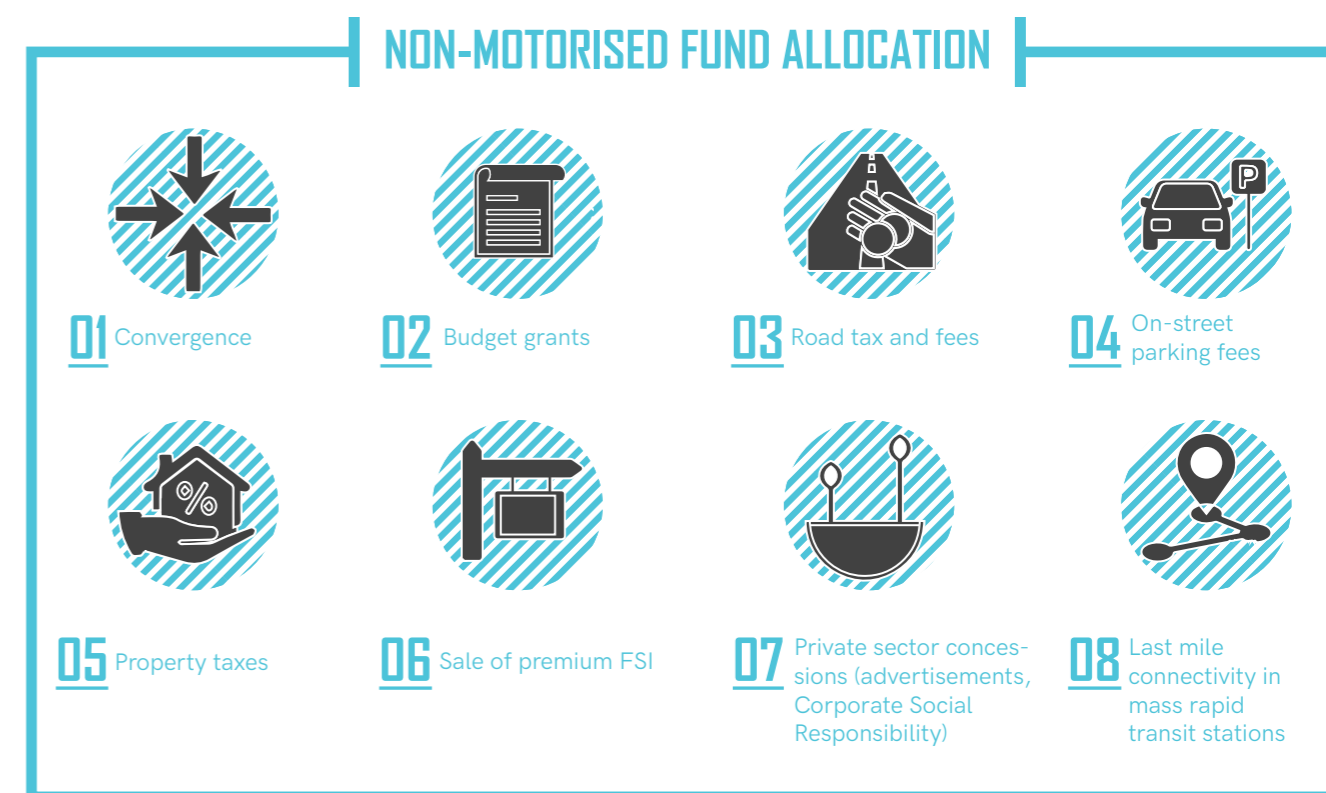 NON-MOTORISED FUND ALLOCATION
P
01 Convergence
02 Budget grants
03 Road tax and fees
04 On-street
parking fees
%
05 Property taxes
06 Sale of premium FSI
07 Private sector conces-
sions (advertisements,
Corporate Social
Responsibility)
08 Last mile
connectivity in
mass rapid
transit stations